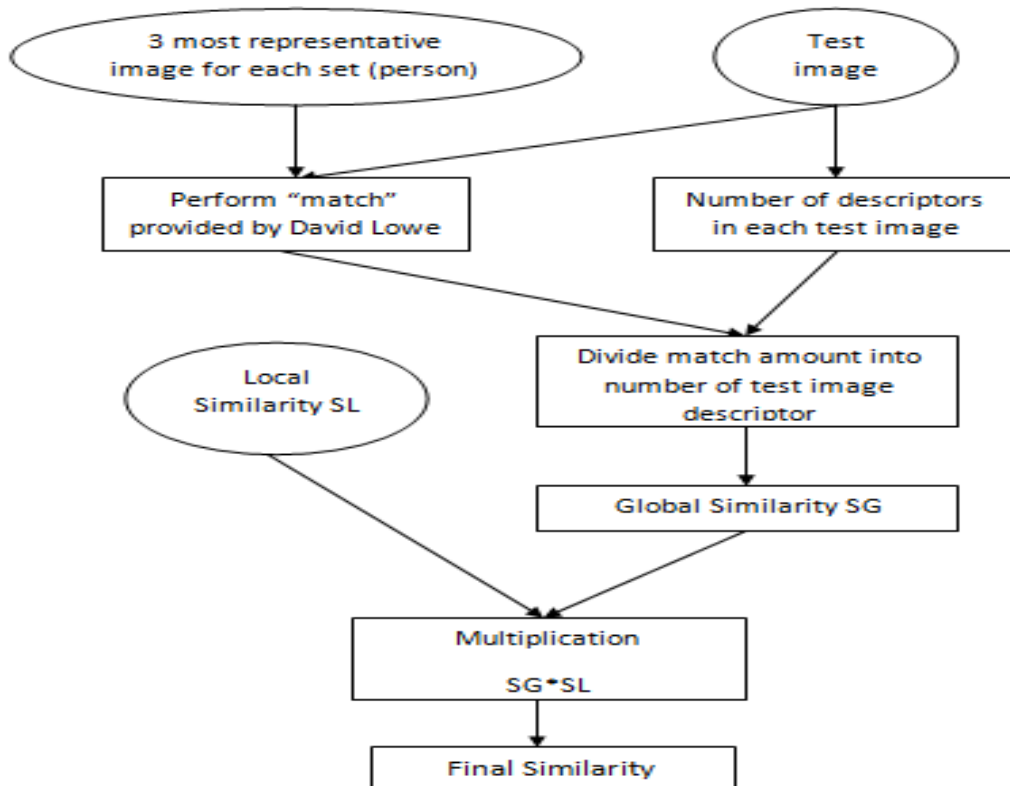 3 most representative
image for each set (person)
Test
image
Perform “match”
provided by David Lowe
Number of descriptors
in each test image
Divide match amount into
number of test image
descriptor
Local
Similarity SL
Global Similarity SG
Multiplication
SG*SL
Final Similarity